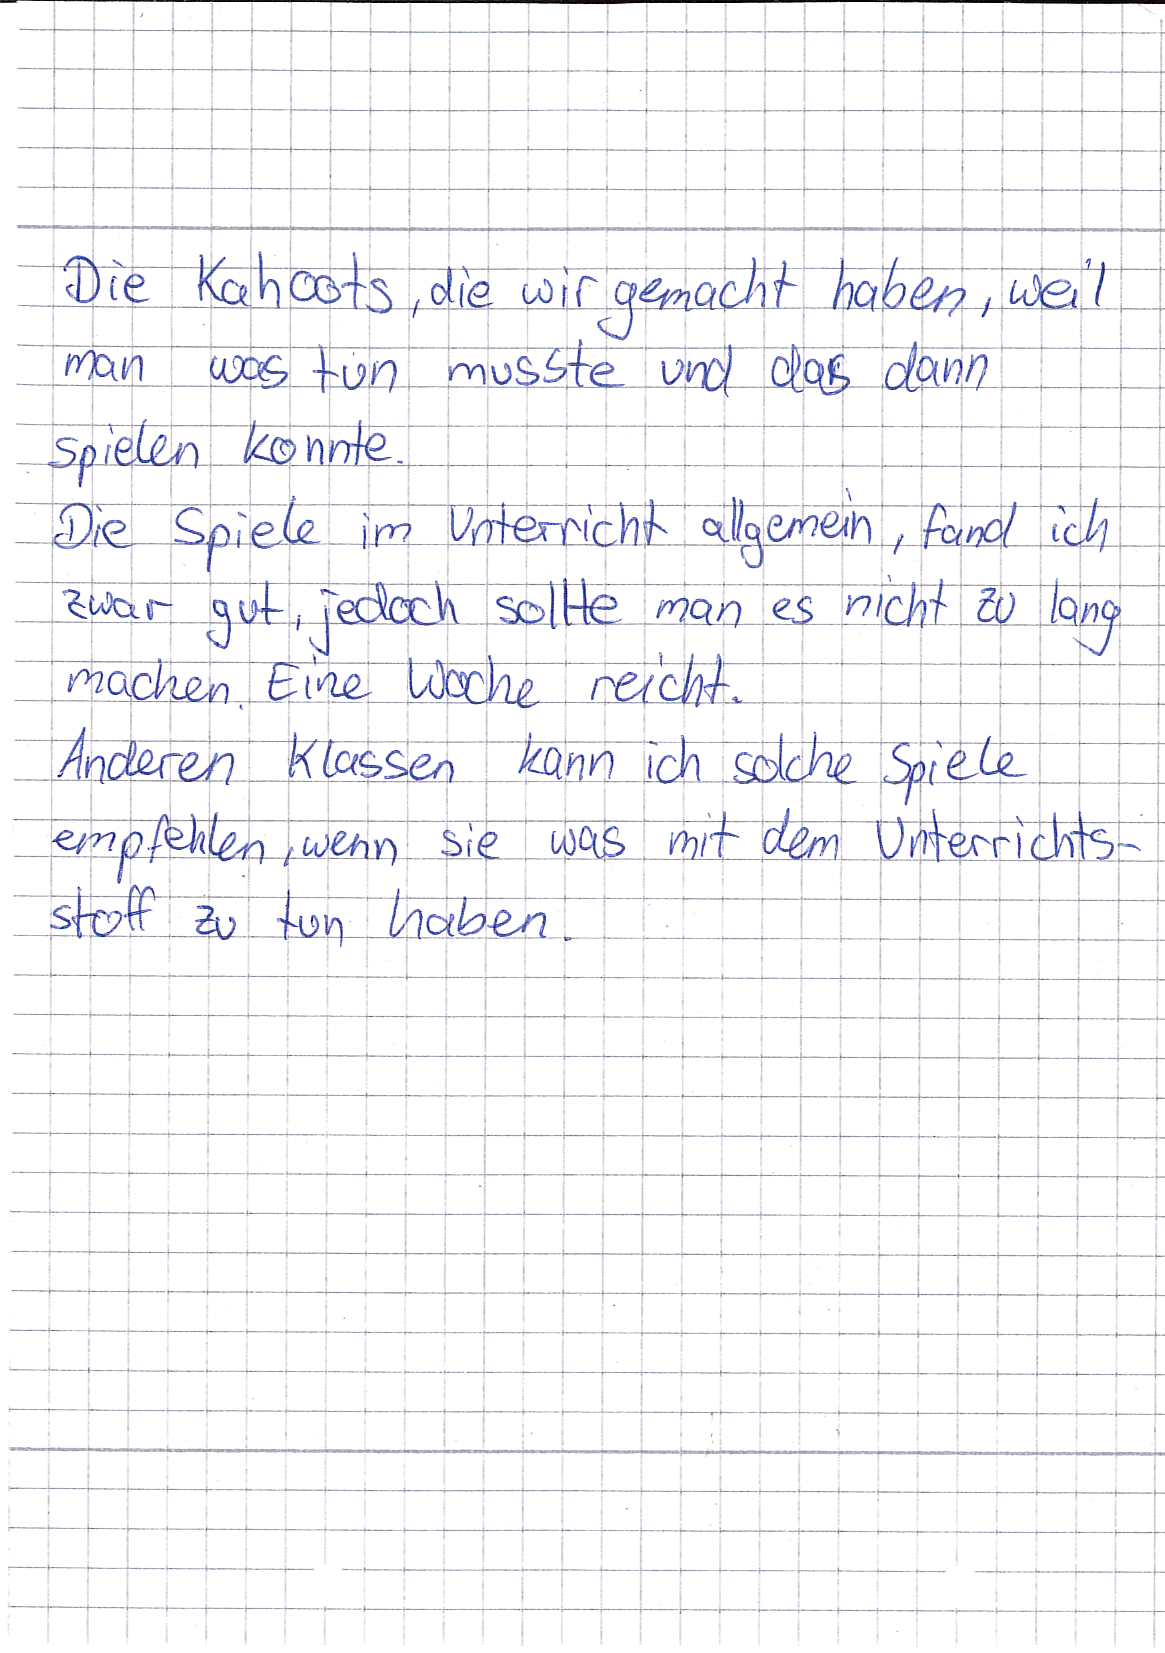 Die Kahoots, die wir gemacht haben, weil
man was tun musste und das dann
spielen konnte.
Die Spiele im Unterricht allgemein, fand ich
zwar gut, jedoch sollte man es nicht zu lang
machen. Eine Woche reicht.
Anderen Klassen kann ich solche Spiele
empfehlen, wenn sie was mit dem Unterrichts-
stoff zu tun haben.